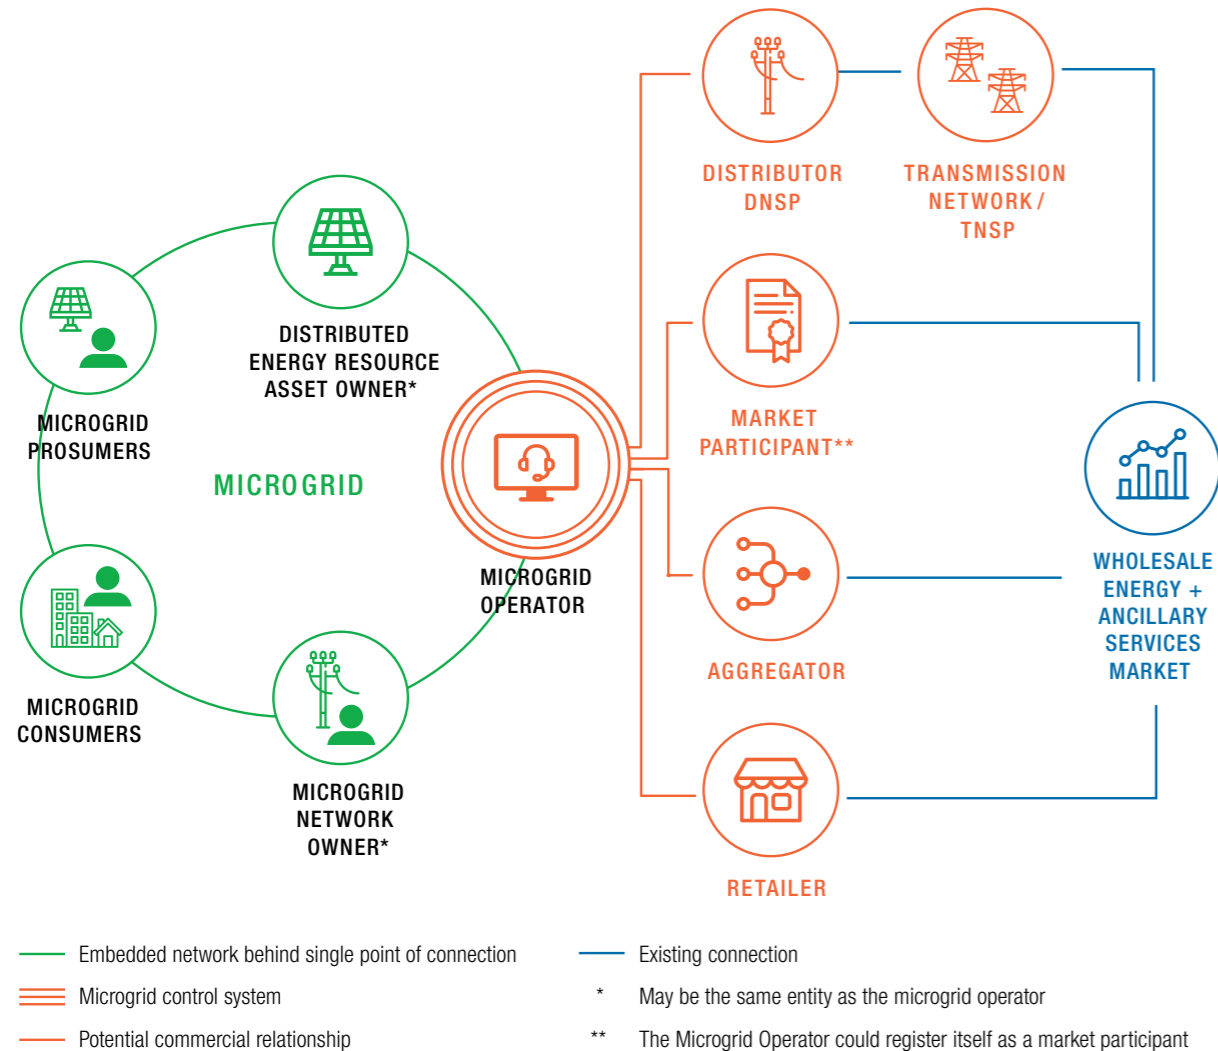 DISTRIBUTOR
DNSP
TRANSMISSION
NETWORK /
TNSP
DISTRIBUTED
ENERGY RESOURCE
ASSET OWNER*
MICROGRID
PROSUMERS
MARKET
PARTICIPANT**
MICROGRID
MICROGRID
OPERATOR
WHOLESALE
ENERGY +
ANCILLARY
SERVICES
MARKET
AGGREGATOR
MICROGRID
CONSUMERS
MICROGRID
NETWORK
OWNER*
RETAILER
Embedded network behind single point of connection
Microgrid control system
Potential commercial relationship
Existing connection
* May be the same entity as the microgrid operator
** The Microgrid Operator could register itself as a market participant